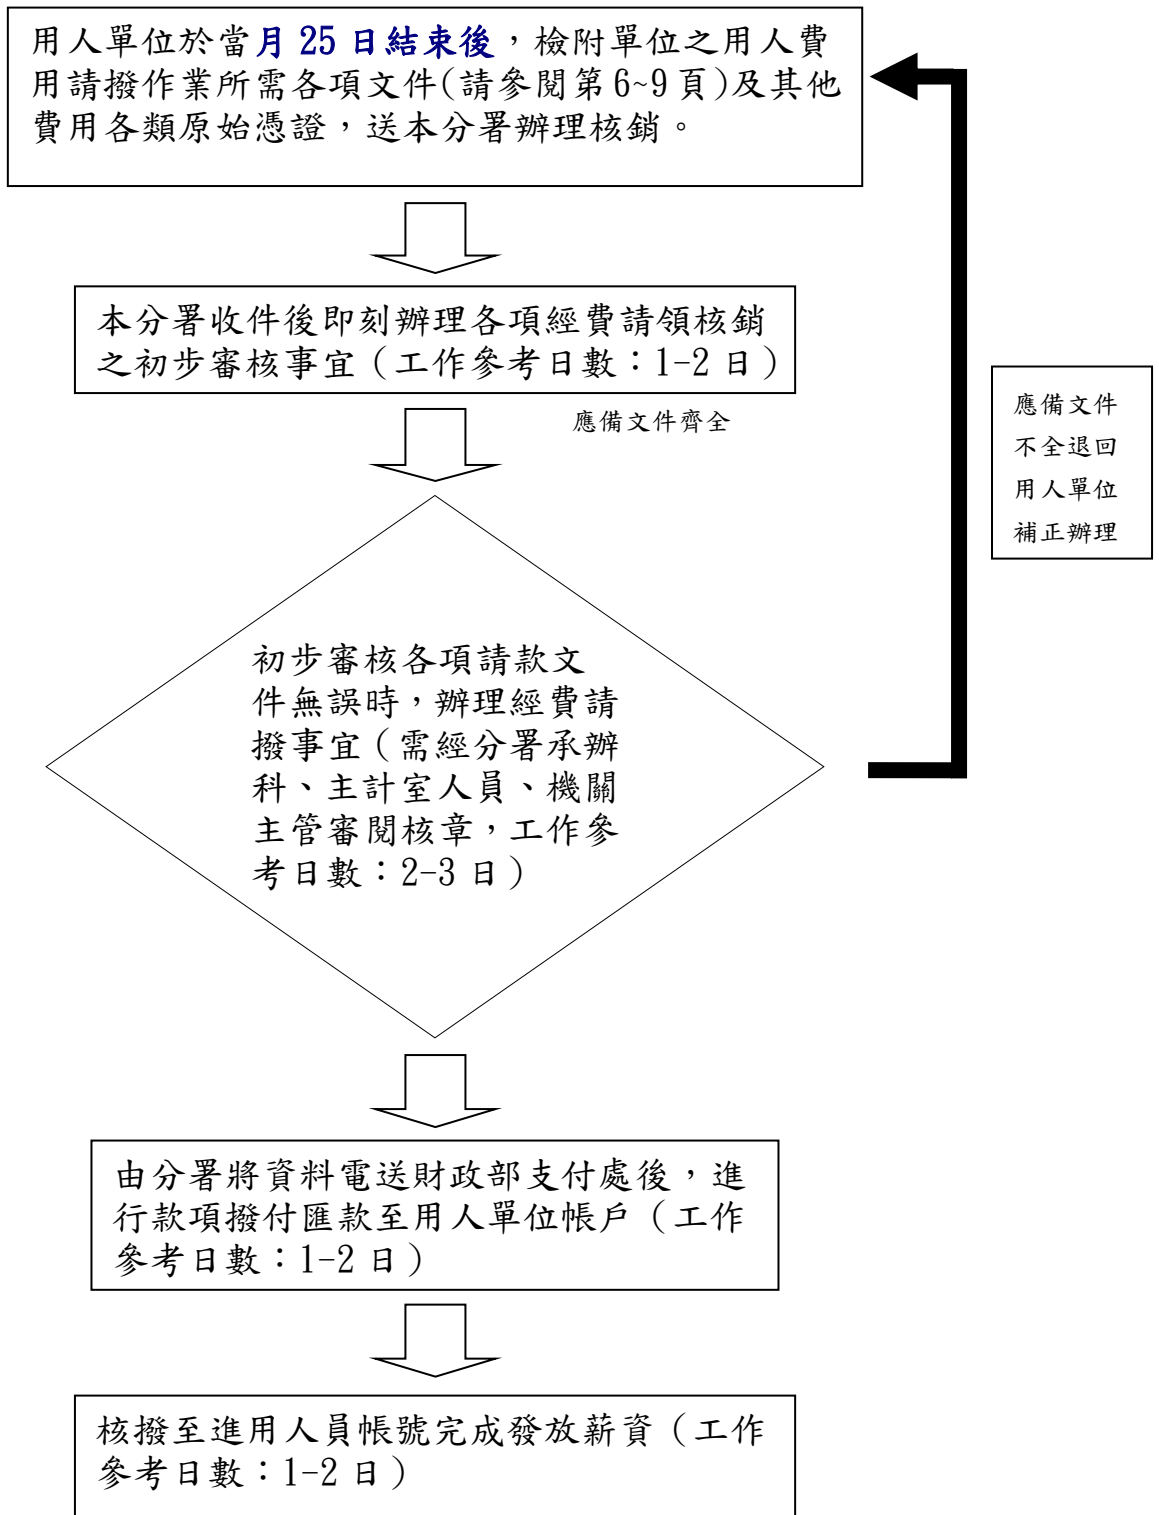 用人單位於當月 25 日結束後，檢附單位之用人費
用請撥作業所需各項文件(請參閱第6~9頁)及其他
費用各類原始憑證，送本分署辦理核銷。
本分署收件後即刻辦理各項經費請領核銷
之初步審核事宜（工作參考日數：1-2 日）
應備文件齊全
應備文件
不全退回
用人單位
補正辦理
初步審核各項請款文
件無誤時，辦理經費請
撥事宜（需經分署承辦
科、主計室人員、機關
主管審閱核章，工作參
考日數：2-3 日）
由分署將資料電送財政部支付處後，進
行款項撥付匯款至用人單位帳戶（工作
參考日數：1-2 日）
核撥至進用人員帳號完成發放薪資（工作
參考日數：1-2 日）